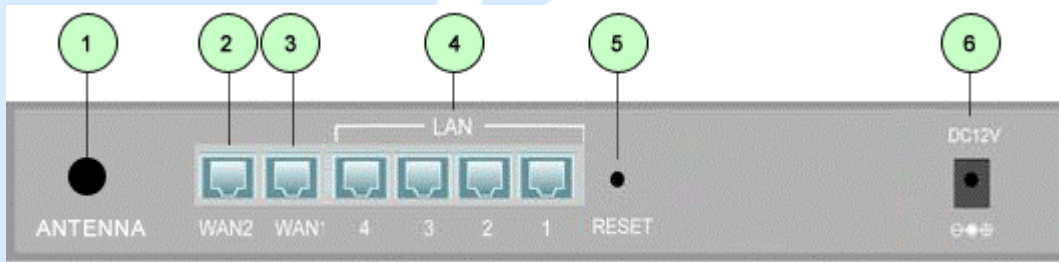 1 2 3 4 5 6
LAN
DC12V
ANTENNA WAN2 WAN1 4 3 2 1 RESET